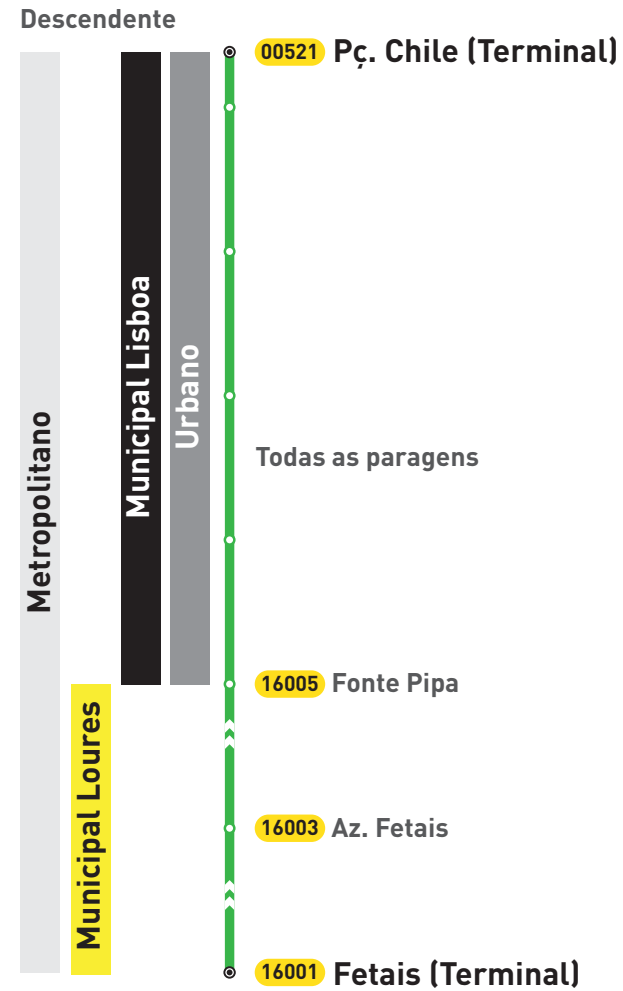 Descendente
00521 Pç. Chile (Terminal)
Municipal Lisboa
Urbano
Metropolitano
Todas as paragens
16005 Fonte Pipa
Municipal Loures
16003 Az. Fetais
16001 Fetais (Terminal)